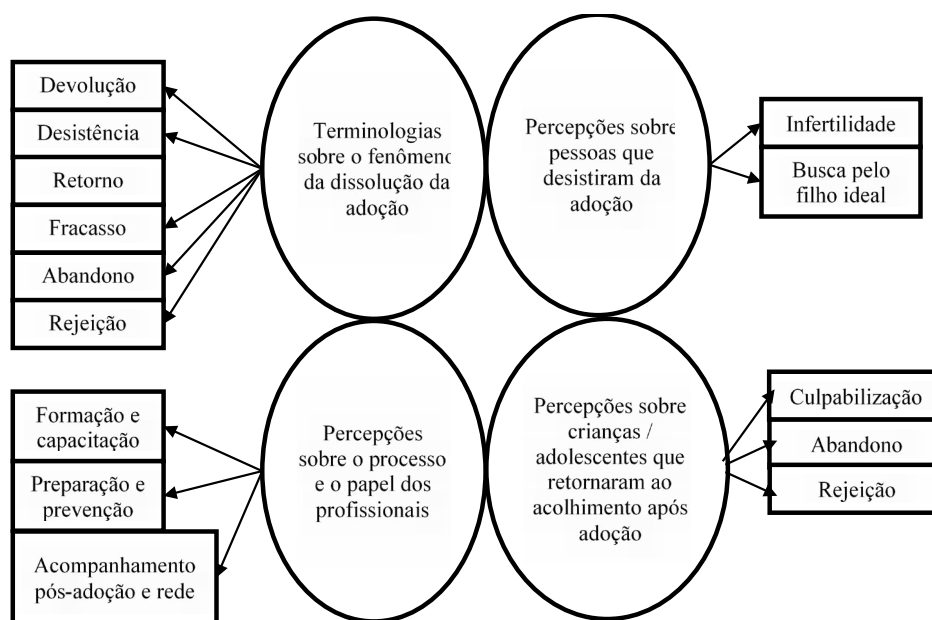 Devolução
Desistência
Retorno
Fracasso
Abandono
Rejeição
Terminologias
sobre o fenômeno
da dissolução da
adoção
Percepções sobre
pessoas que
desistiram da
adoção
Infertilidade
Busca pelo
filho ideal
Formação e
capacitação
Preparação e
prevenção
Acompanhamento
pós-adoção e rede
Percepções
sobre o processo
e o papel dos
profissionais
Percepções sobre
crianças /
adolescentes que
retornaram ao
acolhimento após
adoção
Culpabilização
Abandono
Rejeição